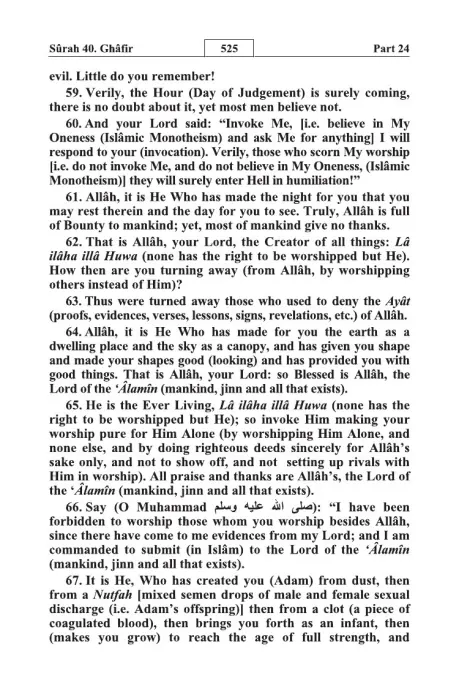 Sûrah 40. Ghâfir 525 Part 24
evil. Little do you remember!
59. Verily, the Hour (Day of Judgement) is surely coming,
there is no doubt about it, yet most men believe not.
60. And your Lord said: “Invoke Me, [i.e. believe in My
Oneness (Islâmic Monotheism) and ask Me for anything] I will
respond to your (invocation). Verily, those who scorn My worship
[i.e. do not invoke Me, and do not believe in My Oneness, (Islâmic
Monotheism)] they will surely enter Hell in humiliation!”
61. Allâh, it is He Who has made the night for you that you
may rest therein and the day for you to see. Truly, Allâh is full
of Bounty to mankind; yet, most of mankind give no thanks.
62. That is Allâh, your Lord, the Creator of all things: Lâ
ilâha illâ Huwa (none has the right to be worshipped but He).
How then are you turning away (from Allâh, by worshipping
others instead of Him)?
63. Thus were turned away those who used to deny the Ayât
(proofs, evidences, verses, lessons, signs, revelations, etc.) of Allâh.
64. Allâh, it is He Who has made for you the earth as a
dwelling place and the sky as a canopy, and has given you shape
and made your shapes good (looking) and has provided you with
good things. That is Allâh, your Lord: so Blessed is Allâh, the
Lord of the ‘Âlamîn (mankind, jinn and all that exists).
65. He is the Ever Living, Lâ ilâha illâ Huwa (none has the
right to be worshipped but He); so invoke Him making your
worship pure for Him Alone (by worshipping Him Alone, and
none else, and by doing righteous deeds sincerely for Allâh’s
sake only, and not to show off, and not setting up rivals with
Him in worship). All praise and thanks are Allâh’s, the Lord of
the ‘Âlamîn (mankind, jinn and all that exists).
66. Say (O Muhammad صلى الله عليه وسلم): “I have been
forbidden to worship those whom you worship besides Allâh,
since there have come to me evidences from my Lord; and I am
commanded to submit (in Islâm) to the Lord of the ‘Âlamîn
(mankind, jinn and all that exists).
67. It is He, Who has created you (Adam) from dust, then
from a Nutfah [mixed semen drops of male and female sexual
discharge (i.e. Adam’s offspring)] then from a clot (a piece of
coagulated blood), then brings you forth as an infant, then
(makes you grow) to reach the age of full strength, and